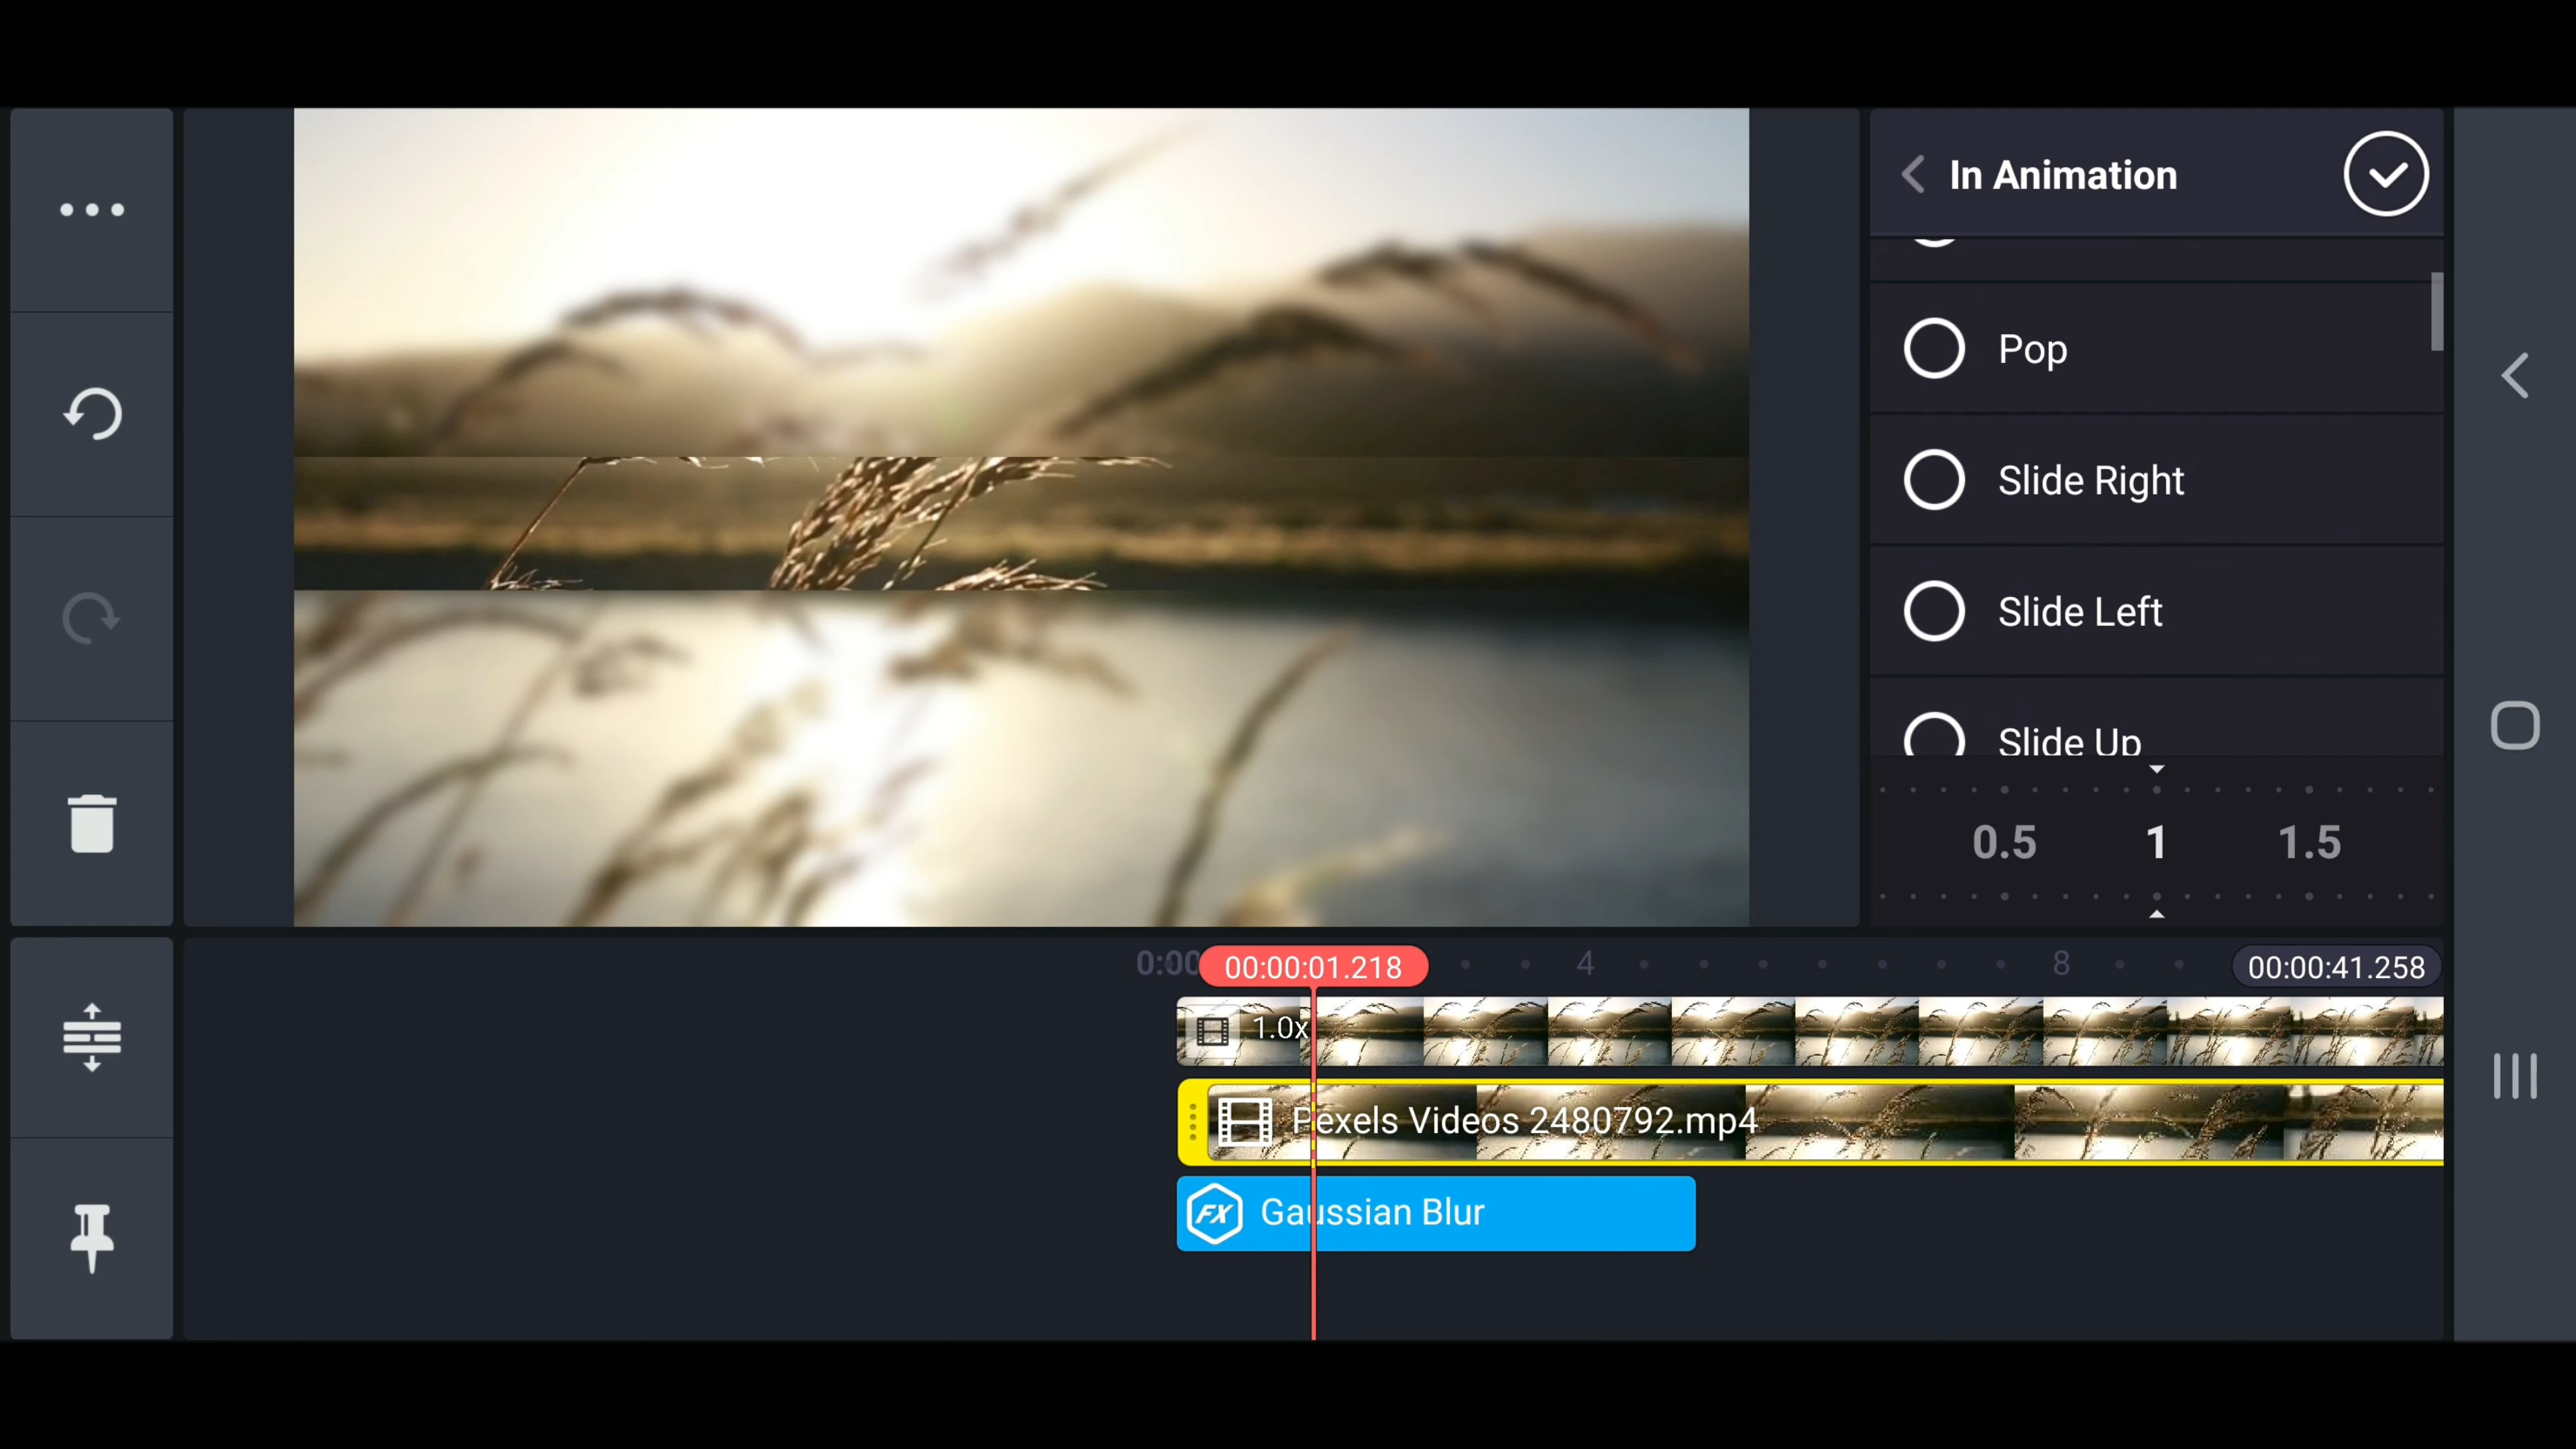 In Animation
Pop
Slide Right
Slide Left
Slide Up
0.5 1 1.5
0:00 00:00:01.218 4 8 00:00:41.258
1.0x
Pexels Videos 2480792.mp4
FX Gaussian Blur